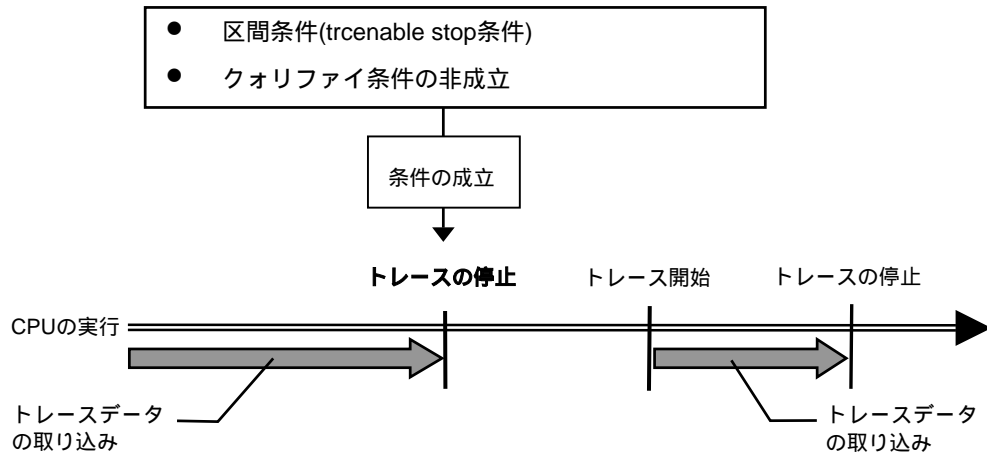 ● 区間条件(trcenable stop条件)
● クォリファイ条件の非成立
条件の成立
トレースの停止
トレース開始
トレースの停止
CPUの実行
トレースデータ
の取り込み
トレースデータ
の取り込み